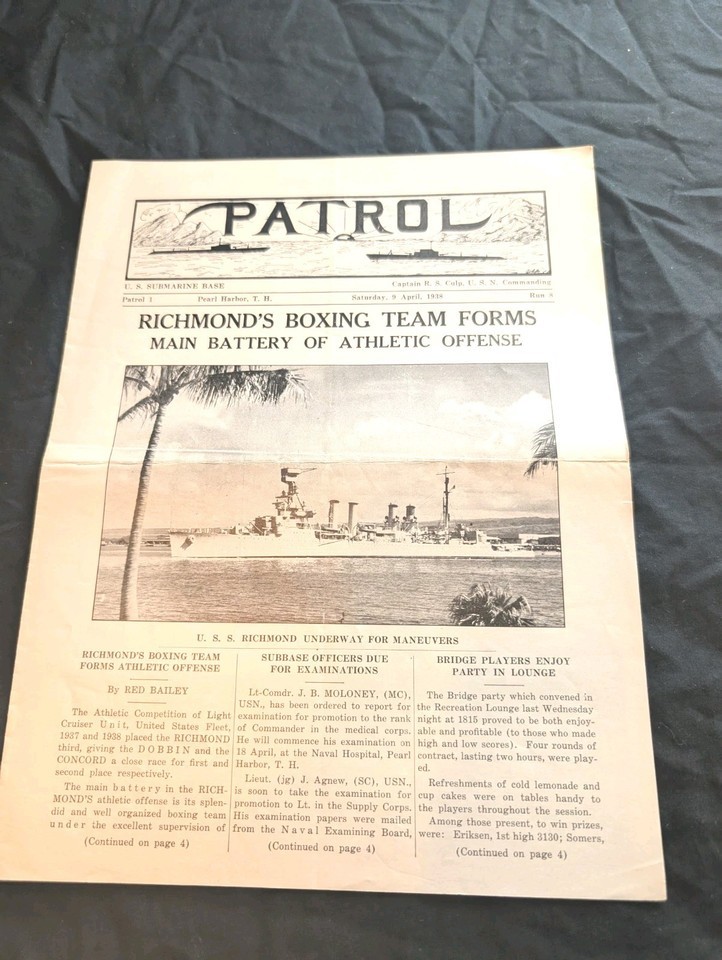 PATROL
U. S. SUBMARINE BASE Captain R. S. Culp, U. S. N. Commanding
Patrol 1 Pearl Harbor, T. H. Saturday, 9 April, 1938 Run 8
RICHMOND'S BOXING TEAM FORMS
MAIN BATTERY OF ATHLETIC OFFENSE
U. S. S. RICHMOND UNDERWAY FOR MANEUVERS
RICHMOND'S BOXING TEAM
FORMS ATHLETIC OFFENSE
By RED BAILEY
The Athletic Competition of Light
Cruiser Unit, United States Fleet,
1937 and 1938 placed the RICHMOND
third, giving the DOBBIN and the
CONCORD a close race for first and
second place respectively.
The main battery in the RICH-
MOND'S athletic offense is its splen-
did and well organized boxing team
under the excellent supervision of
(Continued on page 4)
SUBBASE OFFICERS DUE
FOR EXAMINATIONS
Lt-Comdr. J. B. MOLONEY, (MC),
USN., has been ordered to report for
examination for promotion to the rank
of Commander in the medical corps.
He will commence his examination on
18 April, at the Naval Hospital, Pearl
Harbor, T. H.
Lieut. (jg) J. Agnew, (SC), USN.,
is soon to take the examination for
promotion to Lt. in the Supply Corps.
His examination papers were mailed
from the Naval Examining Board,
(Continued on page 4)
BRIDGE PLAYERS ENJOY
PARTY IN LOUNGE
The Bridge party which convened in
the Recreation Lounge last Wednesday
night at 1815 proved to be both enjoy-
able and profitable (to those who made
high and low scores). Four rounds of
contract, lasting two hours, were play-
ed.
Refreshments of cold lemonade and
cup cakes were on tables handy to
the players throughout the session.
Among those present, to win prizes,
were: Eriksen, 1st high 3130; Somers,
(Continued on page 4)